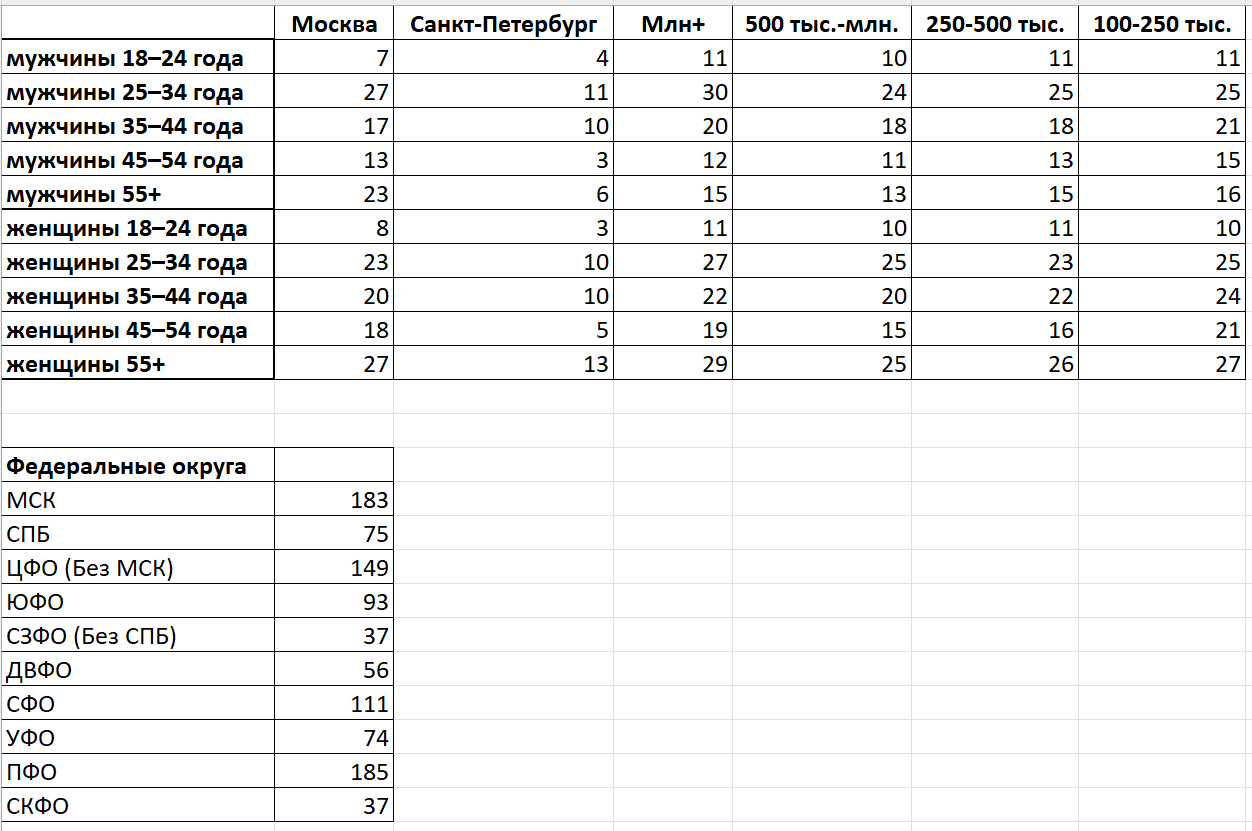 Москва Санкт-Петербург Млн+ 500 тыс.-млн. 250-500 тыс. 100-250 тыс.
мужчины 18–24 года 7 4 11 10 11 11
мужчины 25–34 года 27 11 30 24 25 25
мужчины 35–44 года 17 10 20 18 18 21
мужчины 45–54 года 13 3 12 11 13 15
мужчины 55+ 23 6 15 13 15 16
женщины 18–24 года 8 3 11 10 11 10
женщины 25–34 года 23 10 27 25 23 25
женщины 35–44 года 20 10 22 20 22 24
женщины 45–54 года 18 5 19 15 16 21
женщины 55+ 27 13 29 25 26 27
Федеральные округа
МСК 183
СПБ 75
ЦФО (Без МСК) 149
ЮФО 93
СЗФО (Без СПБ) 37
ДВФО 56
СФО 111
УФО 74
ПФО 185
СКФО 37